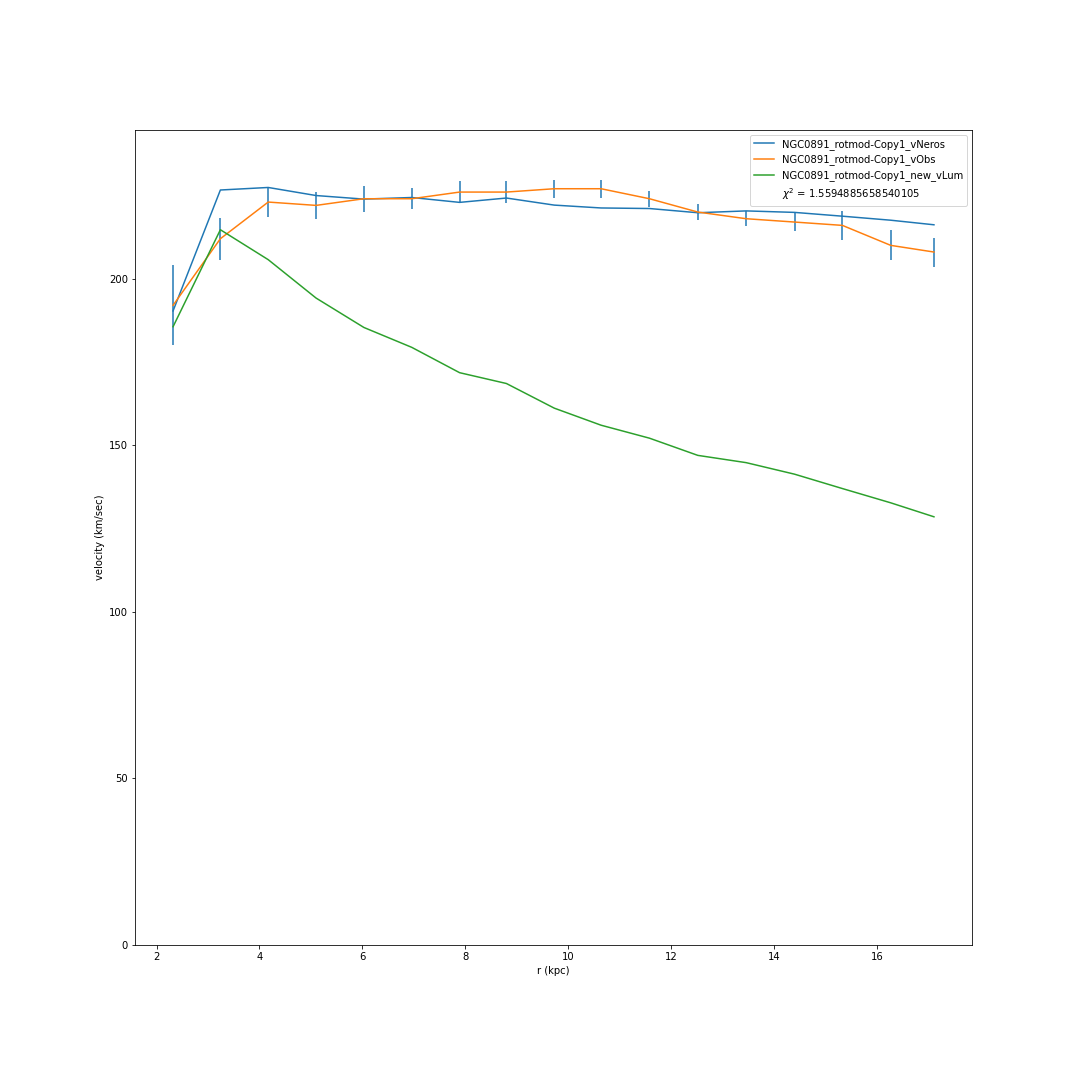 NGC0891_rotmod-Copy1_vNeros
NGC0891_rotmod-Copy1_vObs
NGC0891_rotmod-Copy1_new_vLum
χ² = 1.5594885658540105
200
150
velocity (km/sec)
100
50
0
2 4 6 8 10 12 14 16
r (kpc)